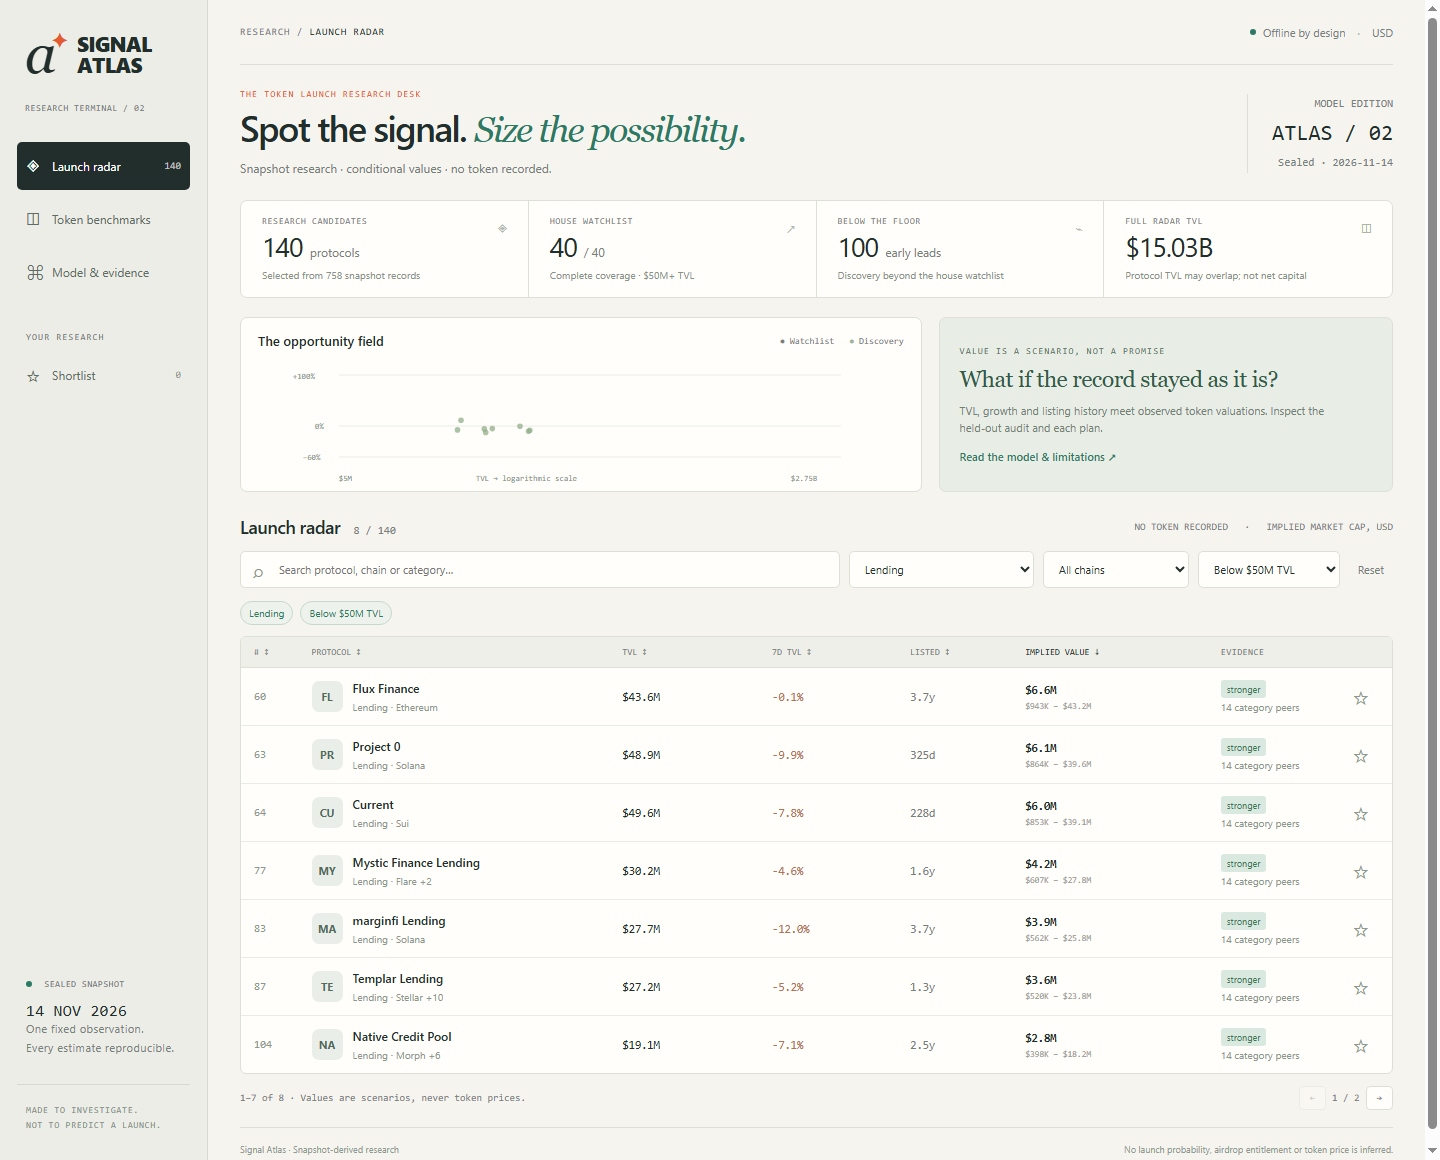 a
SIGNAL
ATLAS
RESEARCH TERMINAL / 02
Launch radar 140
Token benchmarks
Model & evidence
YOUR RESEARCH
Shortlist 0
SEALED SNAPSHOT
14 NOV 2026
One fixed observation.
Every estimate reproducible.
MADE TO INVESTIGATE.
NOT TO PREDICT A LAUNCH.
RESEARCH / LAUNCH RADAR
Offline by design · USD
THE TOKEN LAUNCH RESEARCH DESK
Spot the signal. Size the possibility.
Snapshot research · conditional values · no token recorded.
MODEL EDITION
ATLAS / 02
Sealed · 2026-11-14
RESEARCH CANDIDATES
140 protocols
Selected from 758 snapshot records
HOUSE WATCHLIST
40 / 40
Complete coverage · $50M+ TVL
BELOW THE FLOOR
100 early leads
Discovery beyond the house watchlist
FULL RADAR TVL
$15.03B
Protocol TVL may overlap; not net capital
The opportunity field
Watchlist Discovery
+100%
0%
-60%
$5M TVL → logarithmic scale $2.75B
VALUE IS A SCENARIO, NOT A PROMISE
What if the record stayed as it is?
TVL, growth and listing history meet observed token valuations. Inspect the
held-out audit and each plan.
Read the model & limitations ↗
Launch radar 8 / 140
NO TOKEN RECORDED · IMPLIED MARKET CAP, USD
Search protocol, chain or category...
Lending
All chains
Below $50M TVL
Reset
Lending
Below $50M TVL
# ↕ PROTOCOL ↕ TVL ↕ 7D TVL ↕ LISTED ↕ IMPLIED VALUE ↓ EVIDENCE
60 FL Flux Finance $43.6M -0.1% 3.7y $6.6M stronger
Lending · Ethereum $943K – $43.2M 14 category peers
63 PR Project 0 $48.9M -9.9% 325d $6.1M stronger
Lending · Solana $864K – $39.6M 14 category peers
64 CU Current $49.6M -7.8% 228d $6.0M stronger
Lending · Sui $853K – $39.1M 14 category peers
77 MY Mystic Finance Lending $30.2M -4.6% 1.6y $4.2M stronger
Lending · Flare +2 $607K – $27.8M 14 category peers
83 MA marginfi Lending $27.7M -12.0% 3.7y $3.9M stronger
Lending · Solana $562K – $25.8M 14 category peers
87 TE Templar Lending $27.2M -5.2% 1.3y $3.6M stronger
Lending · Stellar +10 $520K – $23.8M 14 category peers
104 NA Native Credit Pool $19.1M -7.1% 2.5y $2.8M stronger
Lending · Morph +6 $398K – $18.2M 14 category peers
1–7 of 8 · Values are scenarios, never token prices.
← 1 / 2 →
Signal Atlas · Snapshot-derived research
No launch probability, airdrop entitlement or token price is inferred.